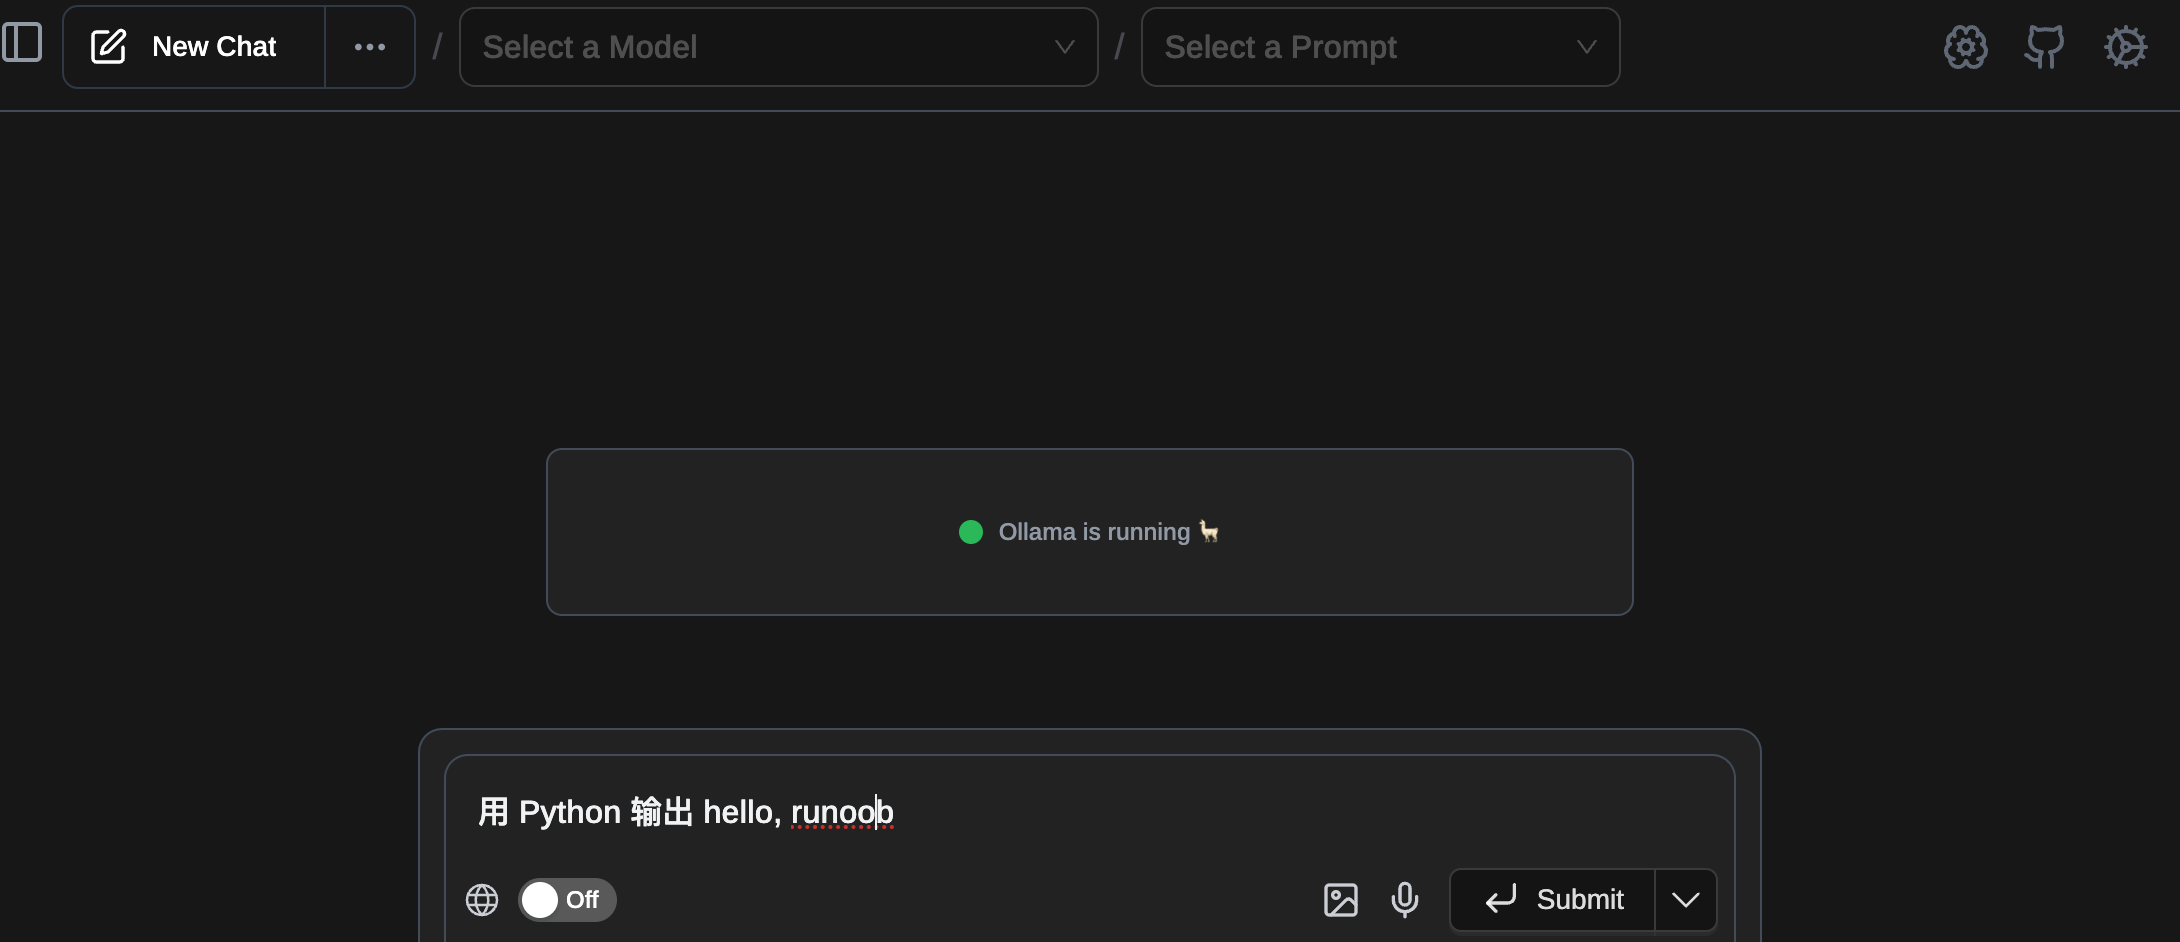 New Chat ... / Select a Model / Select a Prompt
Ollama is running 🦙
用 Python 输出 hello, runoob
Off
Submit